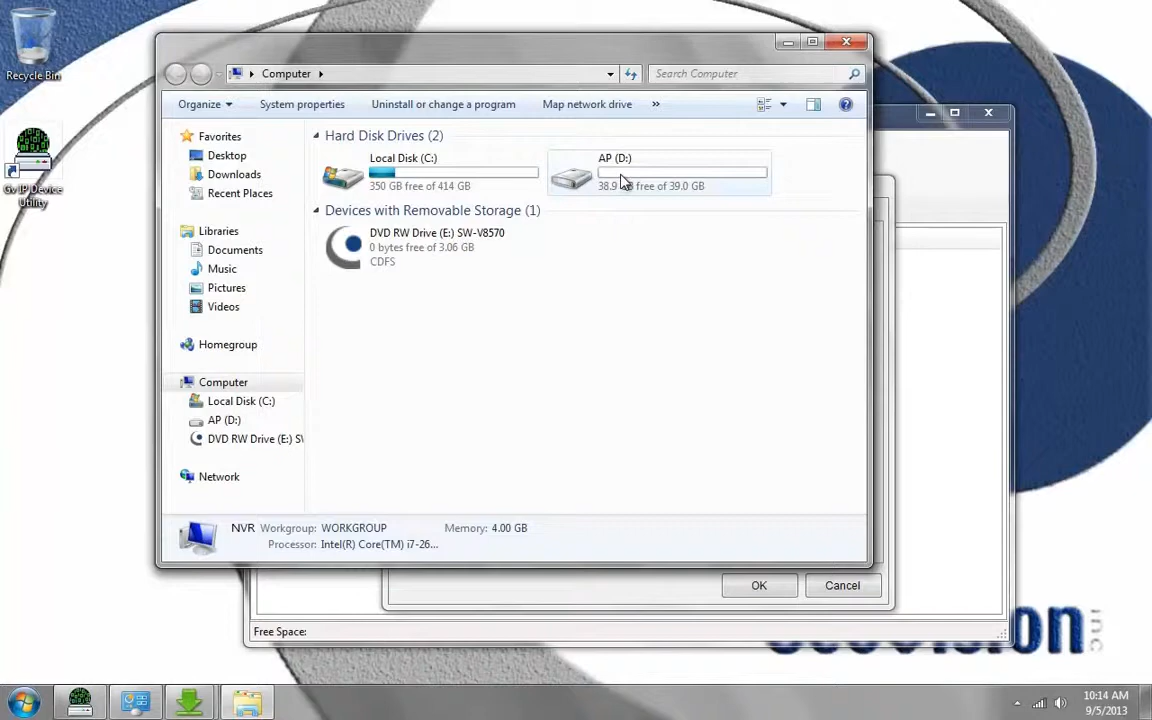 Recycle Bin
Gv IP Device
Utility
Computer
Search Computer
Organize
System properties
Uninstall or change a program
Map network drive
»
Favorites
Desktop
Downloads
Recent Places
Libraries
Documents
Music
Pictures
Videos
Homegroup
Computer
Local Disk (C:)
AP (D:)
DVD RW Drive (E:) SV
Network
Hard Disk Drives (2)
Local Disk (C:)
350 GB free of 414 GB
AP (D:)
38.9 free of 39.0 GB
Devices with Removable Storage (1)
DVD RW Drive (E:) SW-V8570
0 bytes free of 3.06 GB
CDFS
NVR Workgroup: WORKGROUP Memory: 4.00 GB
Processor: Intel(R) Core(TM) i7-26...
OK Cancel
Free Space:
inc
10:14 AM
9/5/2013